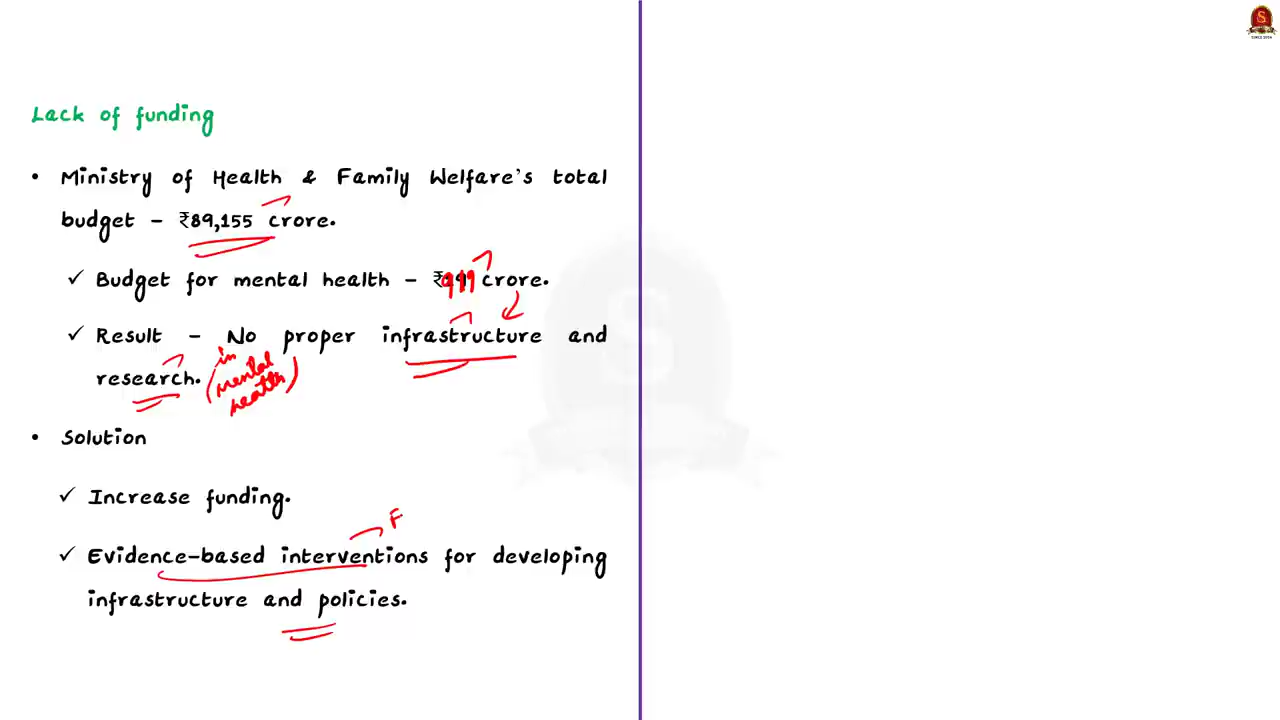 Lack of funding
• Ministry of Health & Family Welfare's total
budget - ₹89,155 crore.
✓ Budget for mental health - ₹919 crore.
✓ Result - No proper infrastructure and
research. (in
mental
health)
• Solution
✓ Increase funding.
F
✓ Evidence-based interventions for developing
infrastructure and policies.
S